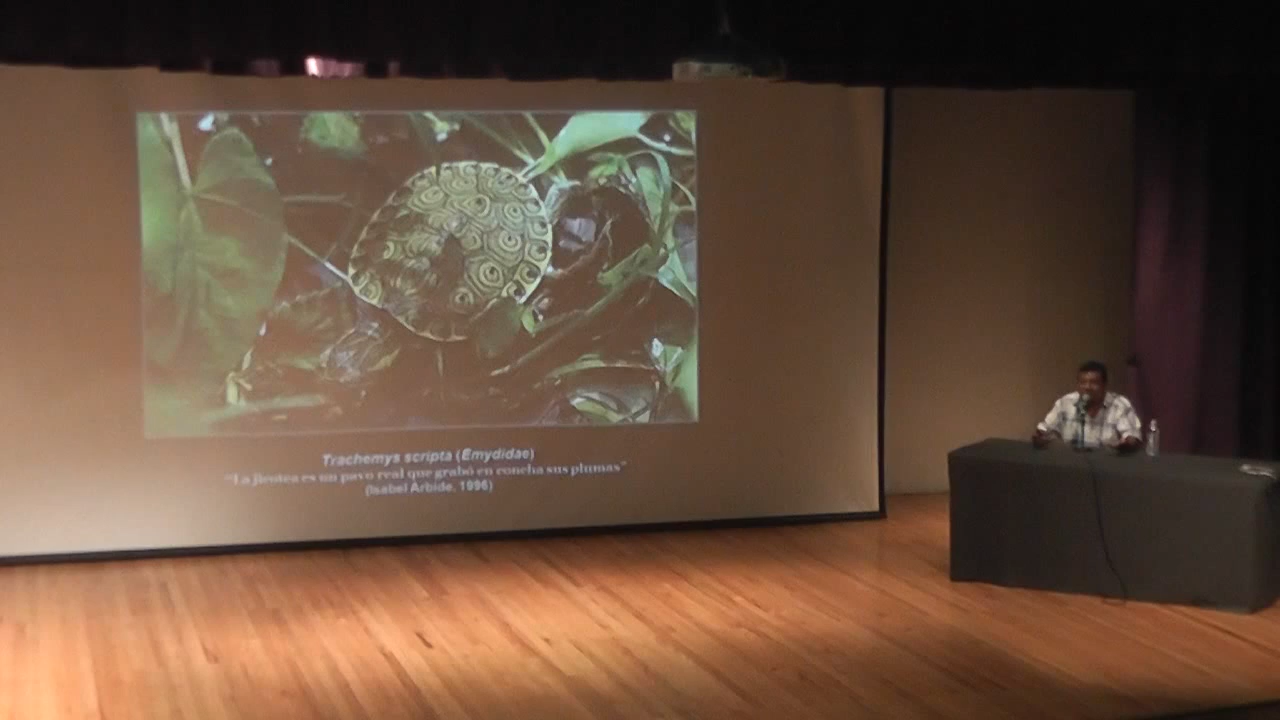 Trachemys scripta (Emydidae)
"La jicotea es un pavo real que grabó en concha sus plumas"
(Isabel Arbide, 1996)